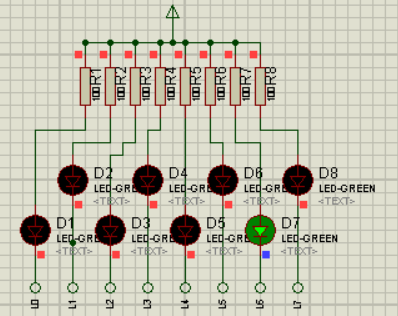 R1 R2 R3 R4 R5 R6 R7 R8
100 100 100 100 100 100 100 100
D2 D4 D6 D8
LED-GRE LED-GRE LED-GRE LED-GREEN
<TEXT> <TEXT> <TEXT> <TEXT>
D1 D3 D5 D7
LED-GRE LED-GRE LED-GRE LED-GREEN
<TEXT> <TEXT> <TEXT> <TEXT>
L0 L1 L2 L3 L4 L5 L6 L7